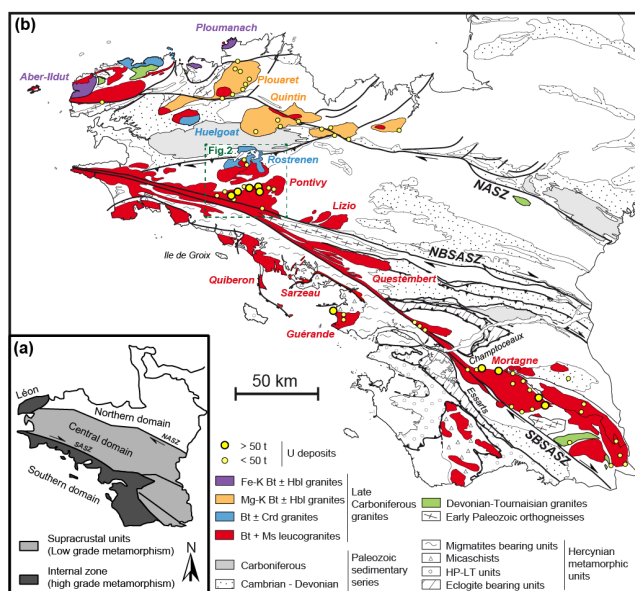 (b)
Ploumanach
Aber-Ildut
Plouaret
Quintin
Huelgoat
Fig.2
Rostrenen
NASZ
Pontivy
Lizio
NBSASZ
Ile de Groix
Questembert
Quiberon
Sarzeau
Guérande
Champtoceaux
Mortagne
Essarts
SBSASZ
50 km
(a)
Léon
Northern domain
Central domain
NASZ
SASZ
Southern domain
N
Supracrustal units
(Low grade metamorphism)
Internal zone
(high grade metamorphism)
> 50 t
< 50 t
U deposits
Fe-K Bt ± Hbl granites
Mg-K Bt ± Hbl granites
Bt ± Crd granites
Bt + Ms leucogranites
Late
Carboniferous
granites
Carboniferous
Cambrian - Devonian
Paleozoic
sedimentary
series
Devonian-Tournaisian granites
Early Paleozoic orthogneisses
Migmatites bearing units
Micaschists
HP-LT units
Eclogite bearing units
Hercynian
metamorphic
units